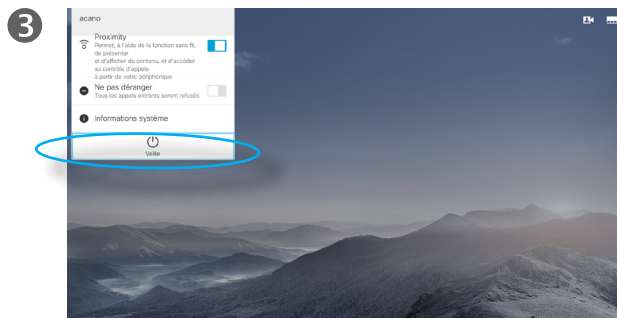 3
acano
Proximity
Permet, à l'aide de la fonction sans fil,
de présenter
et d'afficher du contenu, et d'accéder
au contrôle d'appels
à partir de votre périphérique
Ne pas déranger
Tous les appels entrants seront refusés
Informations système
Veille